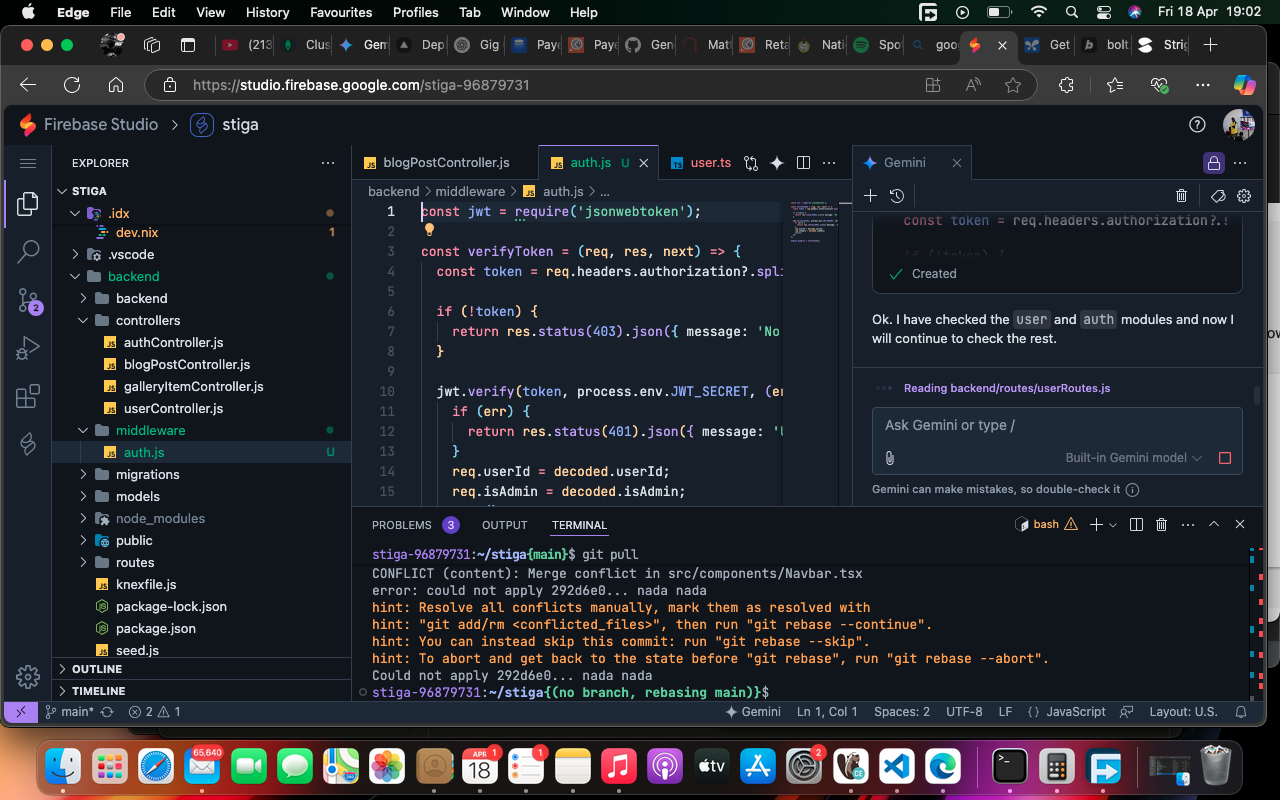 Edge File Edit View History Favourites Profiles Tab Window Help Fri 18 Apr 19:02
(213 Clus Gem Dep Gig Paye Paye Gen Mat Reta Nati Spo goo Get bolt. Strig
https://studio.firebase.google.com/stiga-96879731
Firebase Studio > stiga
EXPLORER
STIGA
.idx
dev.nix 1
.vscode
backend
backend
controllers
authController.js
blogPostController.js
galleryItemController.js
userController.js
middleware
auth.js U
migrations
models
node_modules
public
routes
knexfile.js
package-lock.json
package.json
seed.js
OUTLINE
TIMELINE
2
blogPostController.js auth.js U user.ts
backend > middleware > auth.js > ...
1 const jwt = require('jsonwebtoken');
2
3 const verifyToken = (req, res, next) => {
4 const token = req.headers.authorization?.spli
5
6 if (!token) {
7 return res.status(403).json({ message: 'No
8 }
9
10 jwt.verify(token, process.env.JWT_SECRET, (er
11 if (err) {
12 return res.status(401).json({ message: 'U
13 }
14 req.userId = decoded.userId;
15 req.isAdmin = decoded.isAdmin;
Gemini
const token = req.headers.authorization?.s
if (!token) {
Created
Ok. I have checked the user and auth modules and now I
will continue to check the rest.
Reading backend/routes/userRoutes.js
Ask Gemini or type /
Built-in Gemini model
Gemini can make mistakes, so double-check it
PROBLEMS 3 OUTPUT TERMINAL
bash
stiga-96879731:~/stiga{main}$ git pull
CONFLICT (content): Merge conflict in src/components/Navbar.tsx
error: could not apply 292d6e0... nada nada
hint: Resolve all conflicts manually, mark them as resolved with
hint: "git add/rm <conflicted_files>", then run "git rebase --continue".
hint: You can instead skip this commit: run "git rebase --skip".
hint: To abort and get back to the state before "git rebase", run "git rebase --abort".
Could not apply 292d6e0... nada nada
stiga-96879731:~/stiga{(no branch, rebasing main)}$
main* 2 1 Gemini Ln 1, Col 1 Spaces: 2 UTF-8 LF {} JavaScript Layout: U.S.
65,640 APR 18 1 1 tv 2